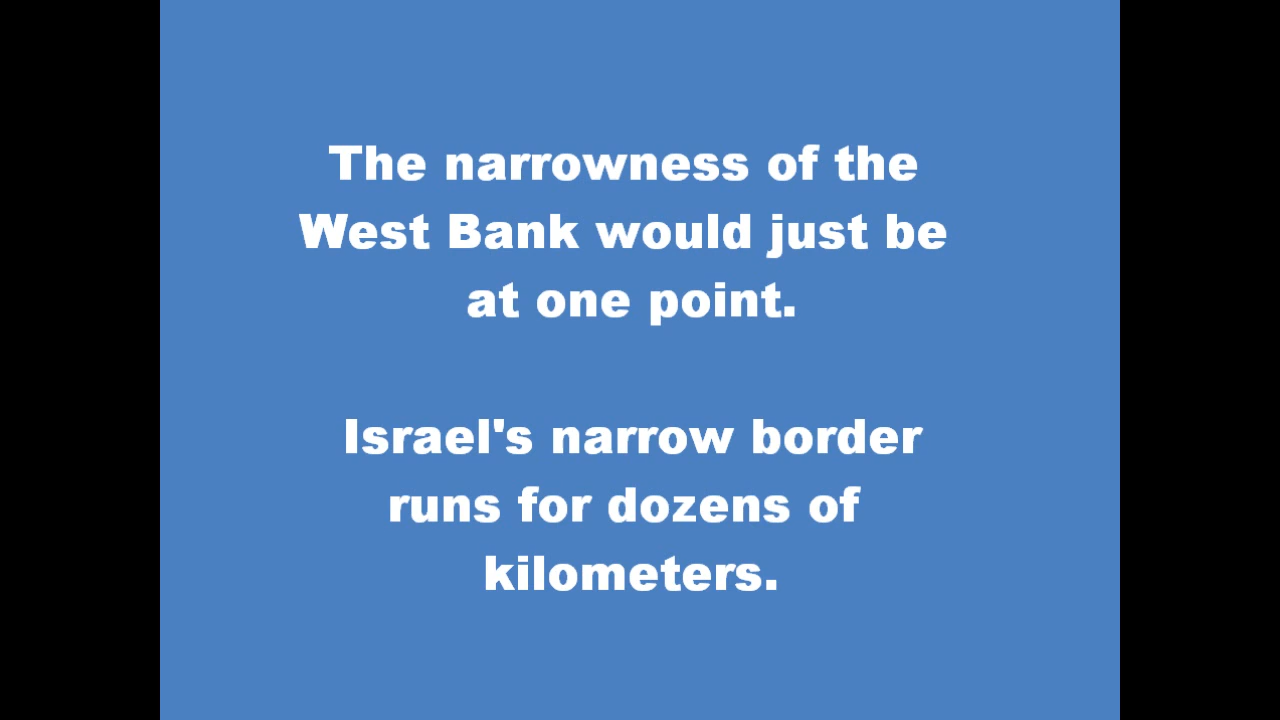 The narrowness of the
West Bank would just be
at one point.
Israel's narrow border
runs for dozens of
kilometers.